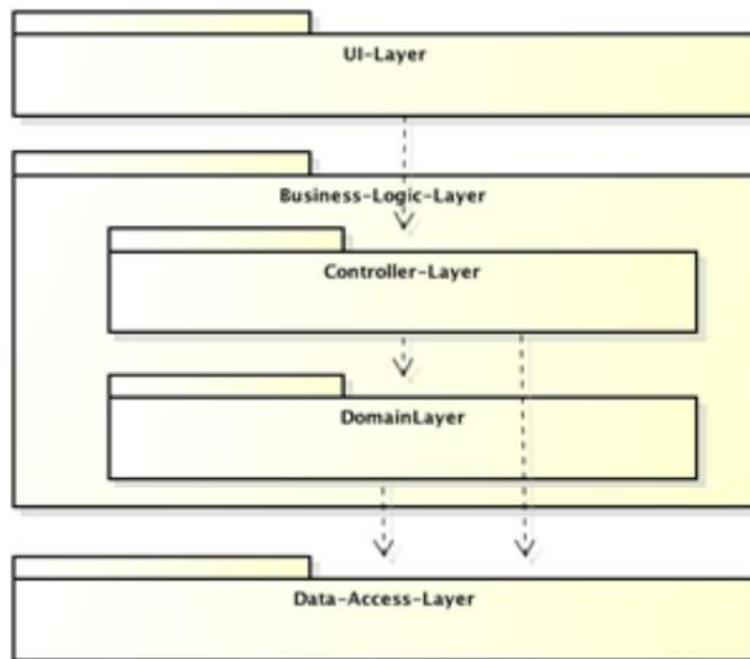 UI-Layer
Business-Logic-Layer
Controller-Layer
DomainLayer
Data-Access-Layer